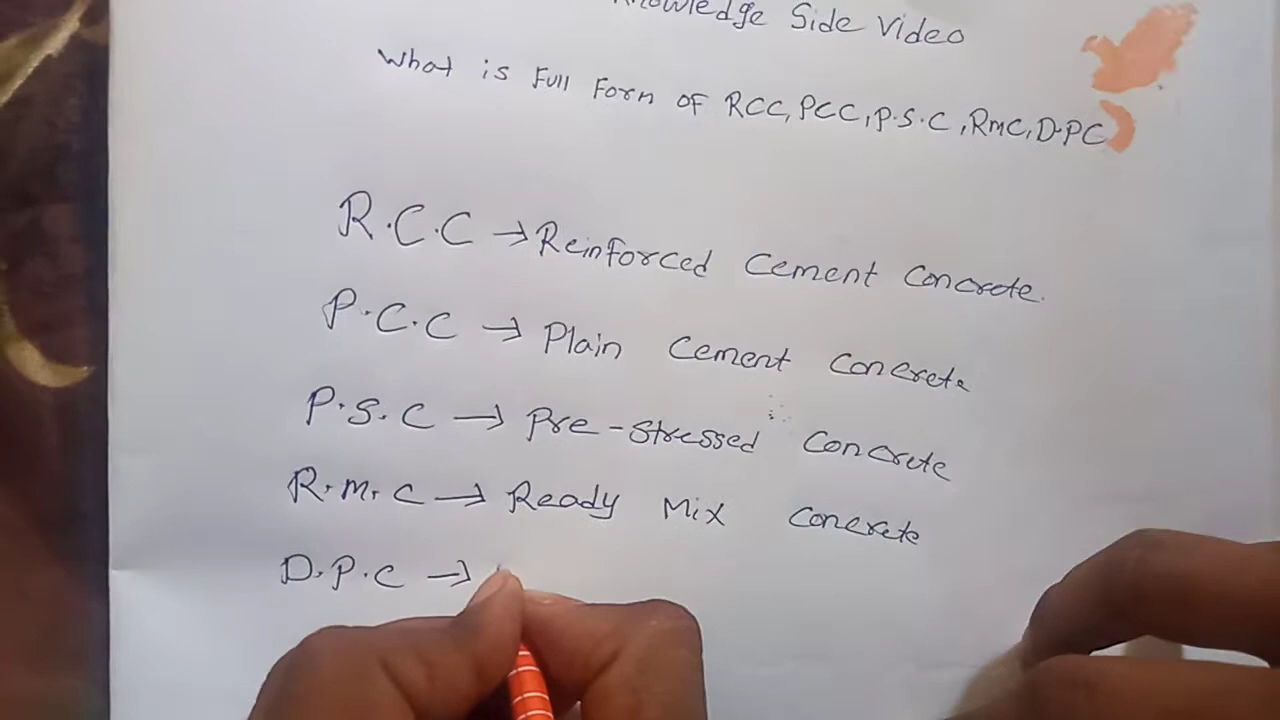 Knowledge Side Video
What is Full Form OF RCC, PCC, P.S.C, RMC, D.PC
R.C.C → Reinforced Cement Concrete.
P.C.C → Plain Cement Concrete
P.S.C → Pre-Stressed Concrete
R.M.C → Ready Mix Concrete
D.P.C →